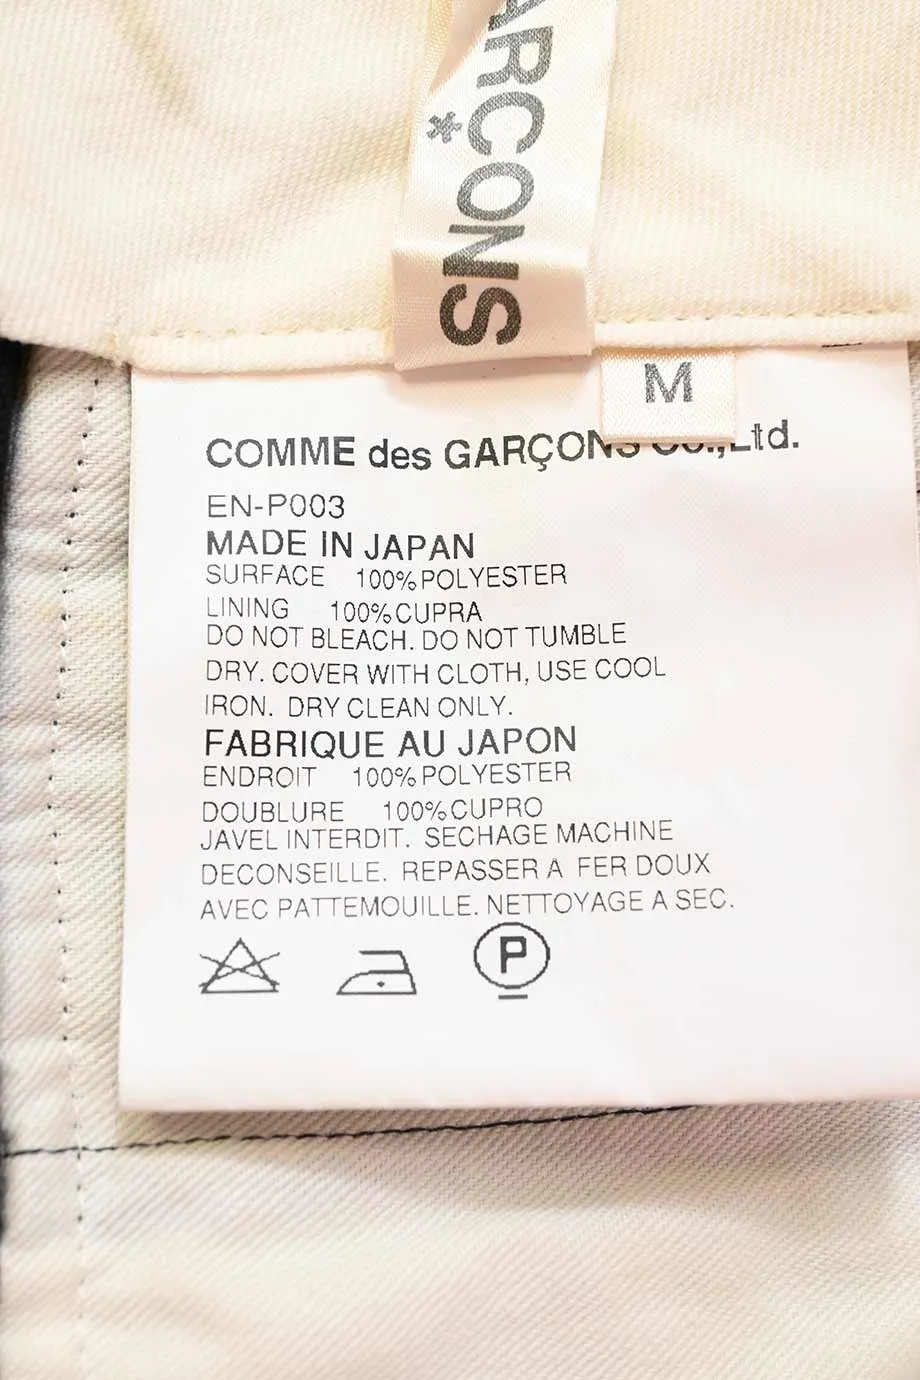 GARÇONS
*
M
COMME des GARÇONS Co.,Ltd.
EN-P003
MADE IN JAPAN
SURFACE 100%POLYESTER
LINING 100%CUPRA
DO NOT BLEACH. DO NOT TUMBLE
DRY. COVER WITH CLOTH, USE COOL
IRON. DRY CLEAN ONLY.
FABRIQUE AU JAPON
ENDROIT 100%POLYESTER
DOUBLURE 100%CUPRO
JAVEL INTERDIT. SECHAGE MACHINE
DECONSEILLE. REPASSER A FER DOUX
AVEC PATTEMOUILLE. NETTOYAGE A SEC.
P